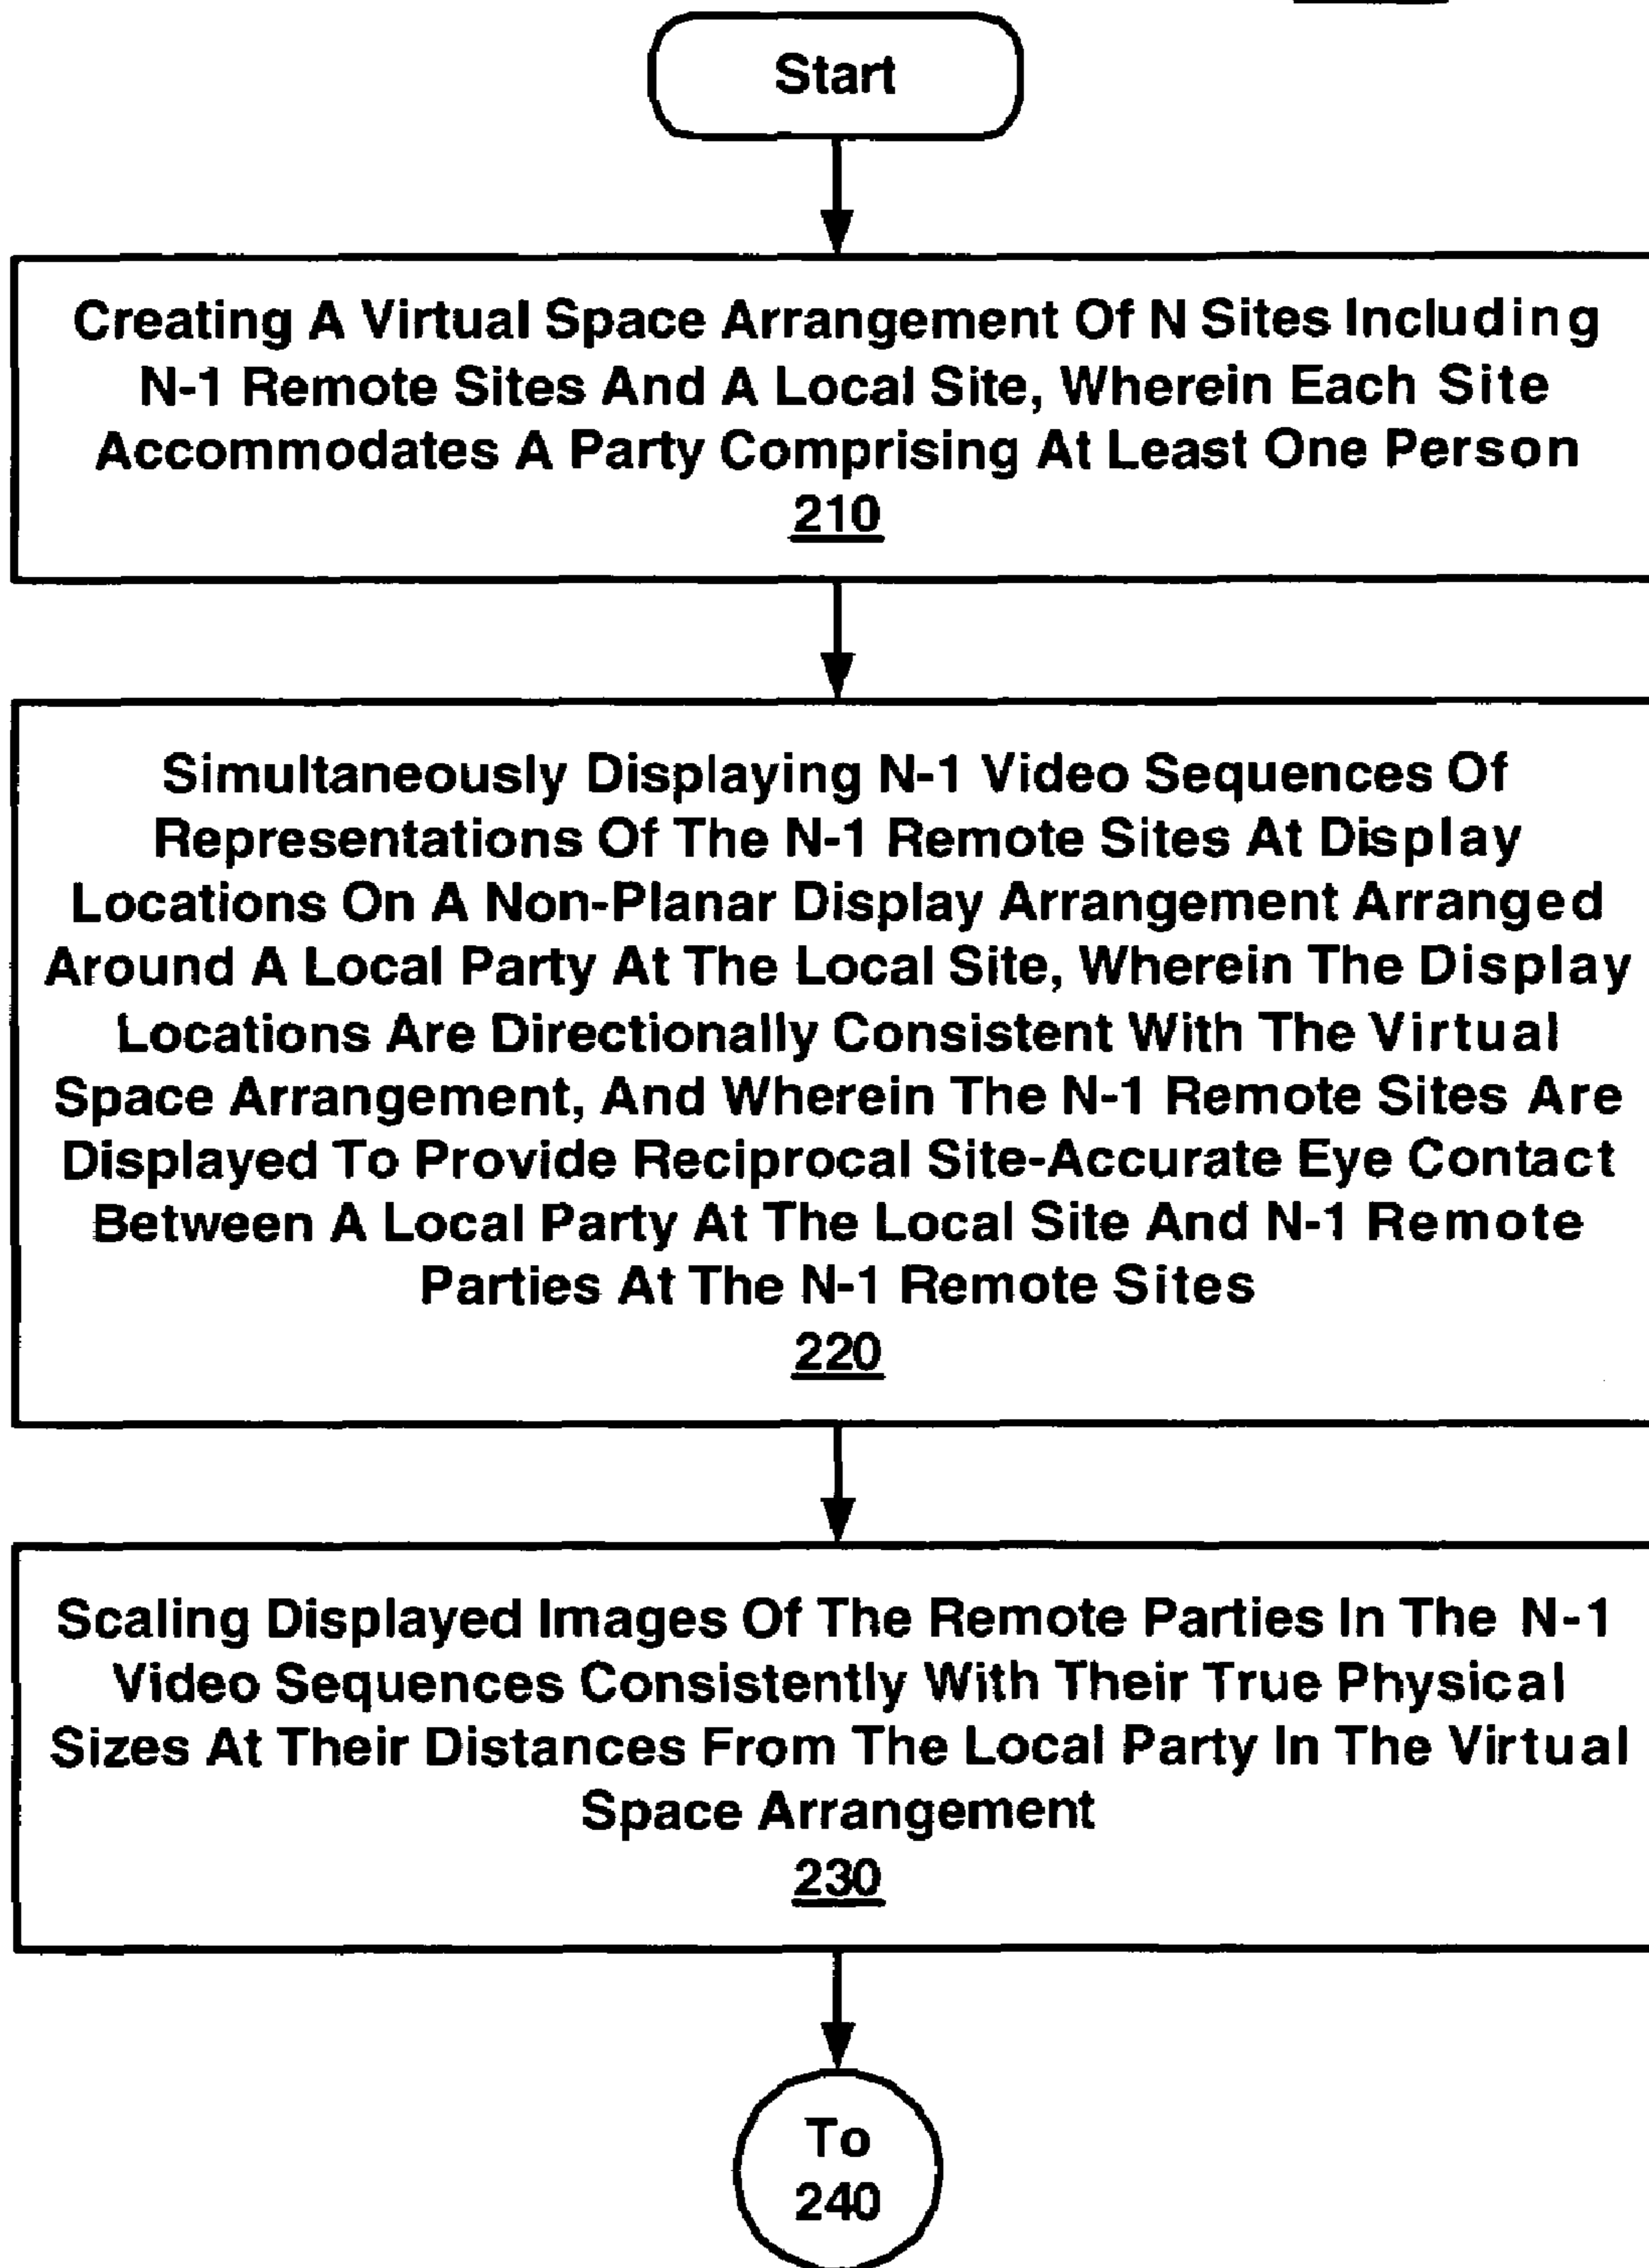 Start
Creating A Virtual Space Arrangement Of N Sites Including
N-1 Remote Sites And A Local Site, Wherein Each Site
Accommodates A Party Comprising At Least One Person
210
Simultaneously Displaying N-1 Video Sequences Of
Representations Of The N-1 Remote Sites At Display
Locations On A Non-Planar Display Arrangement Arranged
Around A Local Party At The Local Site, Wherein The Display
Locations Are Directionally Consistent With The Virtual
Space Arrangement, And Wherein The N-1 Remote Sites Are
Displayed To Provide Reciprocal Site-Accurate Eye Contact
Between A Local Party At The Local Site And N-1 Remote
Parties At The N-1 Remote Sites
220
Scaling Displayed Images Of The Remote Parties In The N-1
Video Sequences Consistently With Their True Physical
Sizes At Their Distances From The Local Party In The Virtual
Space Arrangement
230
To
240